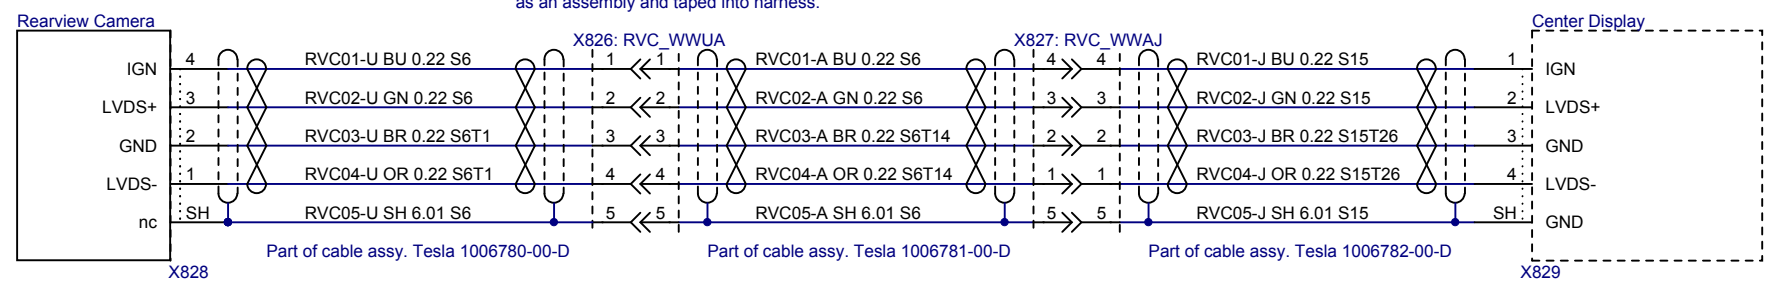 as an assembly and taped into harness.
Rearview Camera
Center Display
X826: RVC_WWUA
X827: RVC_WWAJ
IGN 4 RVC01-U BU 0.22 S6 1 1 RVC01-A BU 0.22 S6 4 4 RVC01-J BU 0.22 S15 1 IGN
LVDS+ 3 RVC02-U GN 0.22 S6 2 2 RVC02-A GN 0.22 S6 3 3 RVC02-J GN 0.22 S15 2 LVDS+
GND 2 RVC03-U BR 0.22 S6T1 3 3 RVC03-A BR 0.22 S6T14 2 2 RVC03-J BR 0.22 S15T26 3 GND
LVDS- 1 RVC04-U OR 0.22 S6T1 4 4 RVC04-A OR 0.22 S6T14 1 1 RVC04-J OR 0.22 S15T26 4 LVDS-
nc SH RVC05-U SH 6.01 S6 5 5 RVC05-A SH 6.01 S6 5 5 RVC05-J SH 6.01 S15 SH GND
Part of cable assy. Tesla 1006780-00-D
Part of cable assy. Tesla 1006781-00-D
Part of cable assy. Tesla 1006782-00-D
X828
X829